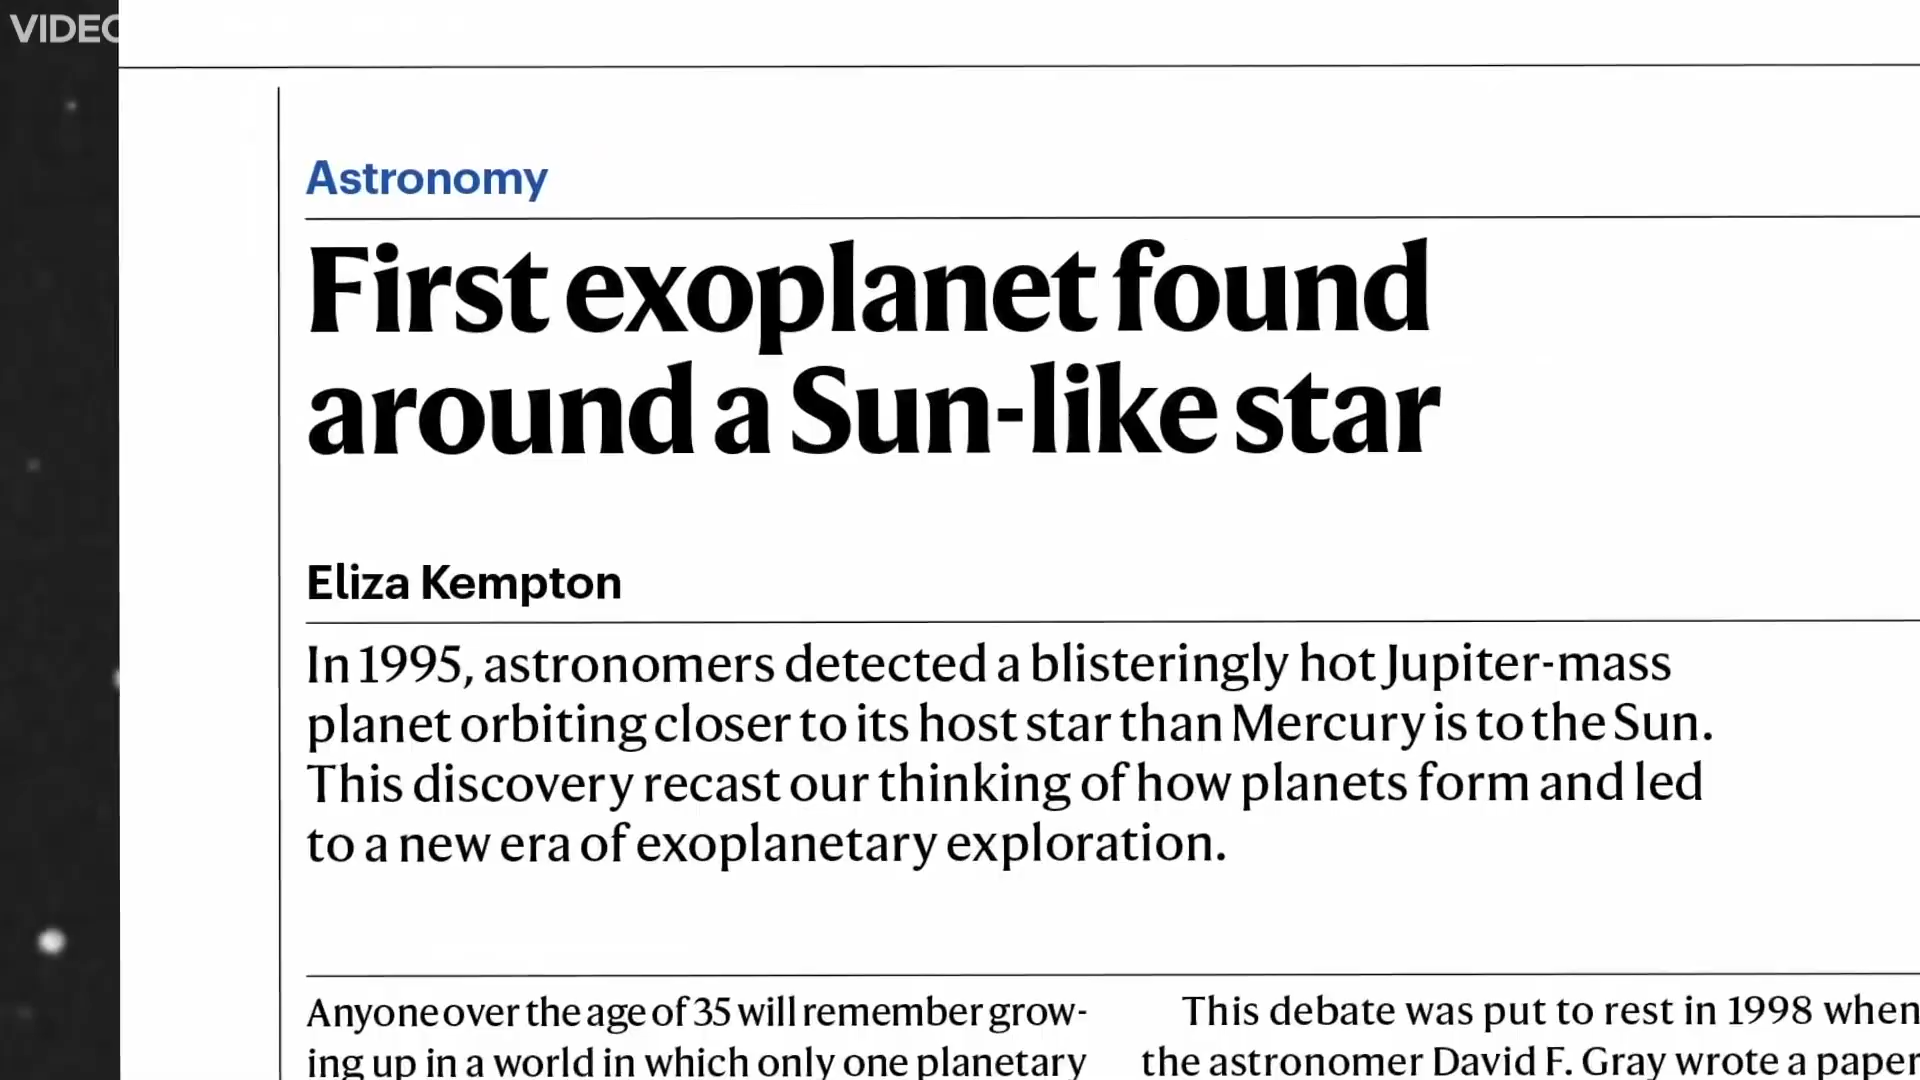 VIDEO
Astronomy
First exoplanet found
around a Sun-like star
Eliza Kempton
In 1995, astronomers detected a blisteringly hot Jupiter-mass
planet orbiting closer to its host star than Mercury is to the Sun.
This discovery recast our thinking of how planets form and led
to a new era of exoplanetary exploration.
Anyone over the age of 35 will remember grow-
ing up in a world in which only one planetary
This debate was put to rest in 1998 when
the astronomer David F. Gray wrote a paper